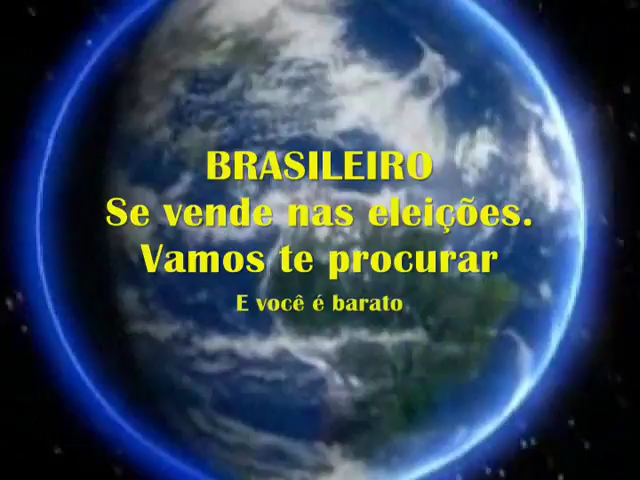 BRASILEIRO
Se vende nas eleições.
Vamos te procurar
E você é barato